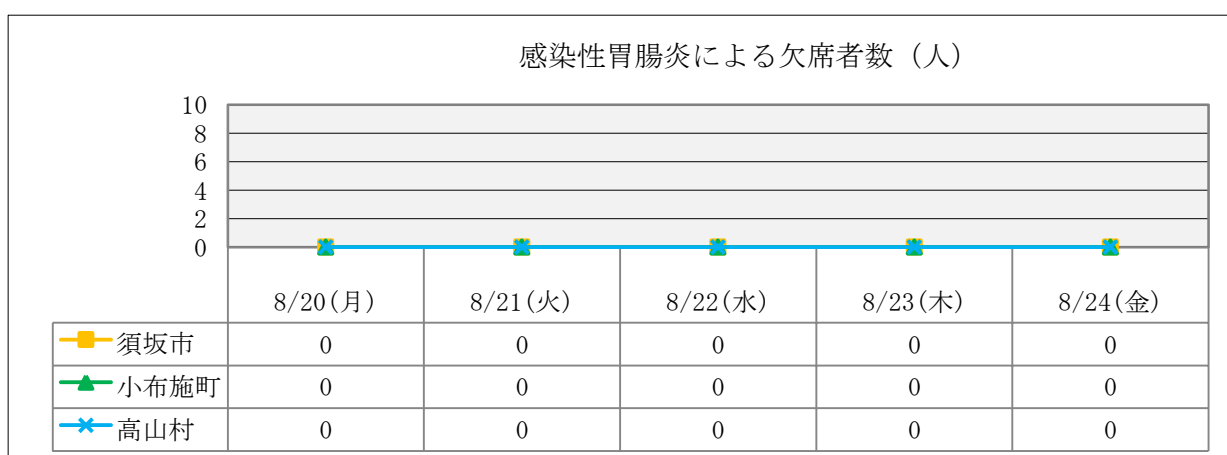 感染性胃腸炎による欠席者数（人）
10
8
6
4
2
0
8/20(月) 8/21(火) 8/22(水) 8/23(木) 8/24(金)
須坂市 0 0 0 0 0
小布施町 0 0 0 0 0
高山村 0 0 0 0 0